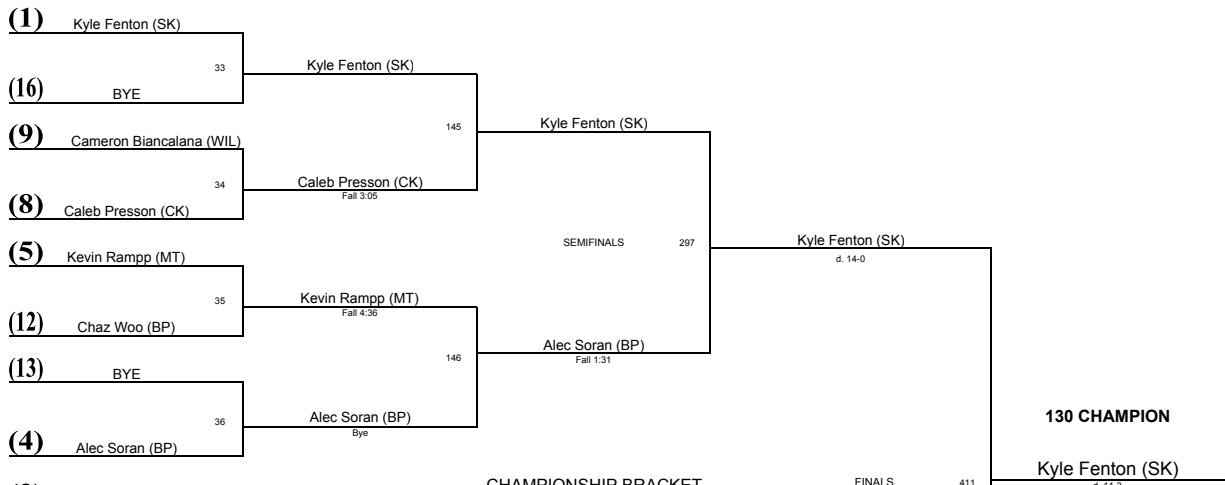 (1) Kyle Fenton (SK)
33 Kyle Fenton (SK)
(16) BYE
145 Kyle Fenton (SK)
(9) Cameron Biancalana (WIL)
34 Caleb Presson (CK)
Fall 3:05
(8) Caleb Presson (CK)
SEMIFINALS 297 Kyle Fenton (SK)
d. 14-0
(5) Kevin Rampp (MT)
35 Kevin Rampp (MT)
Fall 4:36
(12) Chaz Woo (BP)
146 Alec Soran (BP)
Fall 1:31
(13) BYE
36 Alec Soran (BP)
Bye
(4) Alec Soran (BP)
130 CHAMPION
Kyle Fenton (SK)
CHAMPIONSHIP BRACKET FINALS 411